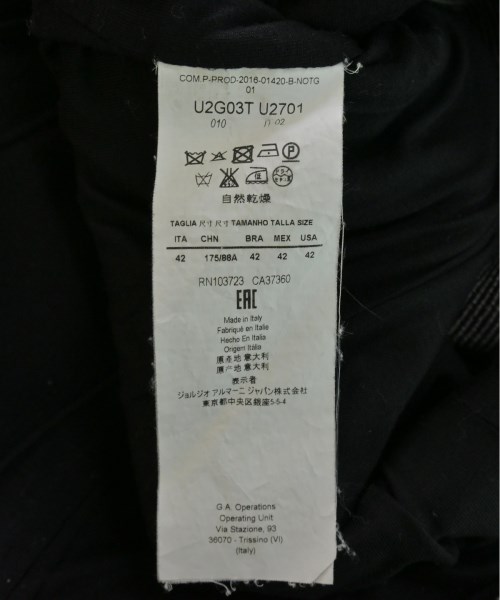 COM.P-PROD-2016-01420-B-NOTG
01
U2G03T U2701
010 11-02
自然乾燥
TAGLIA 尺寸 尺寸 TAMANHO TALLA SIZE
ITA CHN BRA MEX USA
42 175/88A 42 42 42
RN103723 CA37360
EAC
Made in Italy
Fabriqué en Italie
Hecho En Italia
Origem Itália
原產地意大利
原产地意大利
表示者
ジョルジオ アルマーニ ジャパン株式会社
東京都中央区銀座5-5-4
G.A. Operations
Operating Unit
Via Stazione, 93
36070 - Trissino (VI)
(Italy)